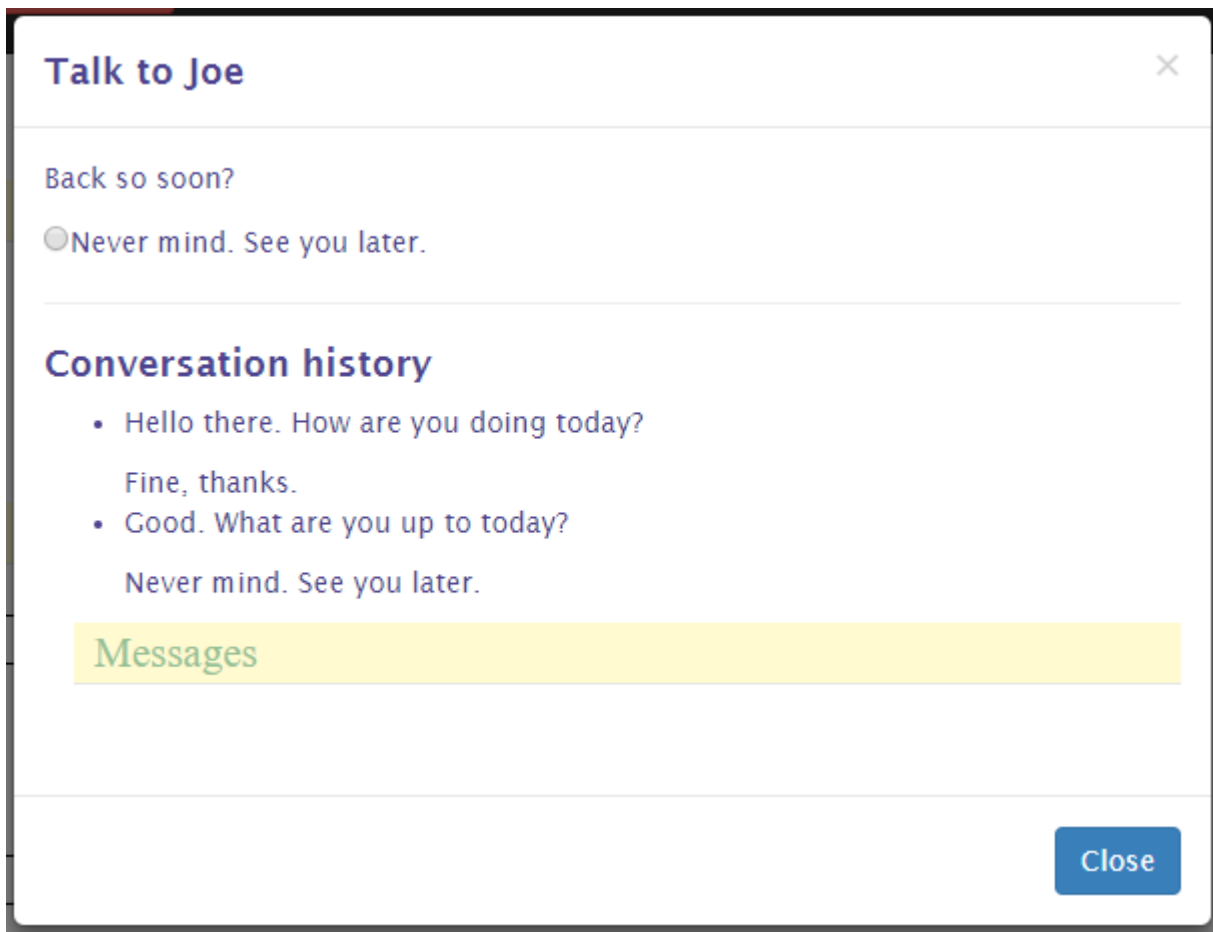 Talk to Joe
×
Back so soon?
Never mind. See you later.
Conversation history
• Hello there. How are you doing today?
Fine, thanks.
• Good. What are you up to today?
Never mind. See you later.
Messages
Close